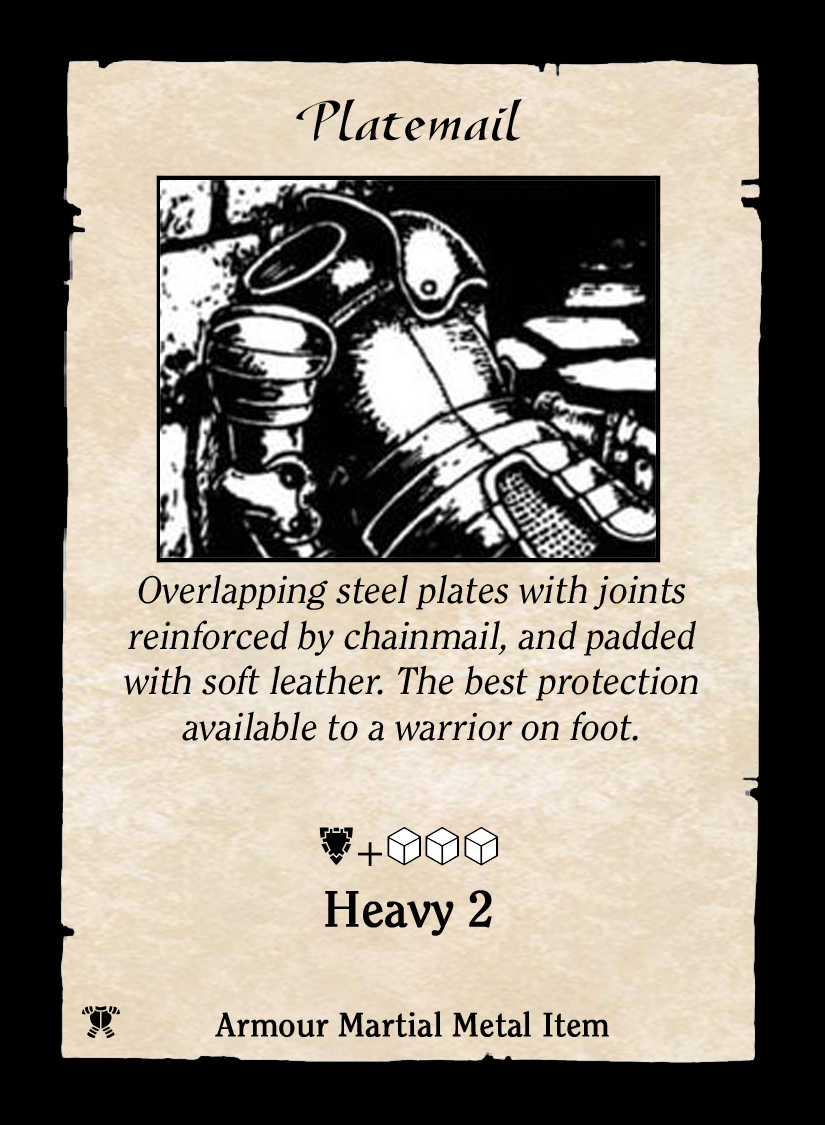 Platemail
Overlapping steel plates with joints
reinforced by chainmail, and padded
with soft leather. The best protection
available to a warrior on foot.
+
Heavy 2
Armour Martial Metal Item